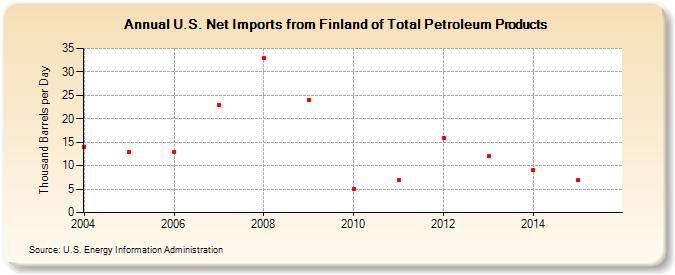 Annual U.S. Net Imports from Finland of Total Petroleum Products
Thousand Barrels per Day
35
30
25
20
15
10
5
0
2004 2006 2008 2010 2012 2014
Source: U.S. Energy Information Administration